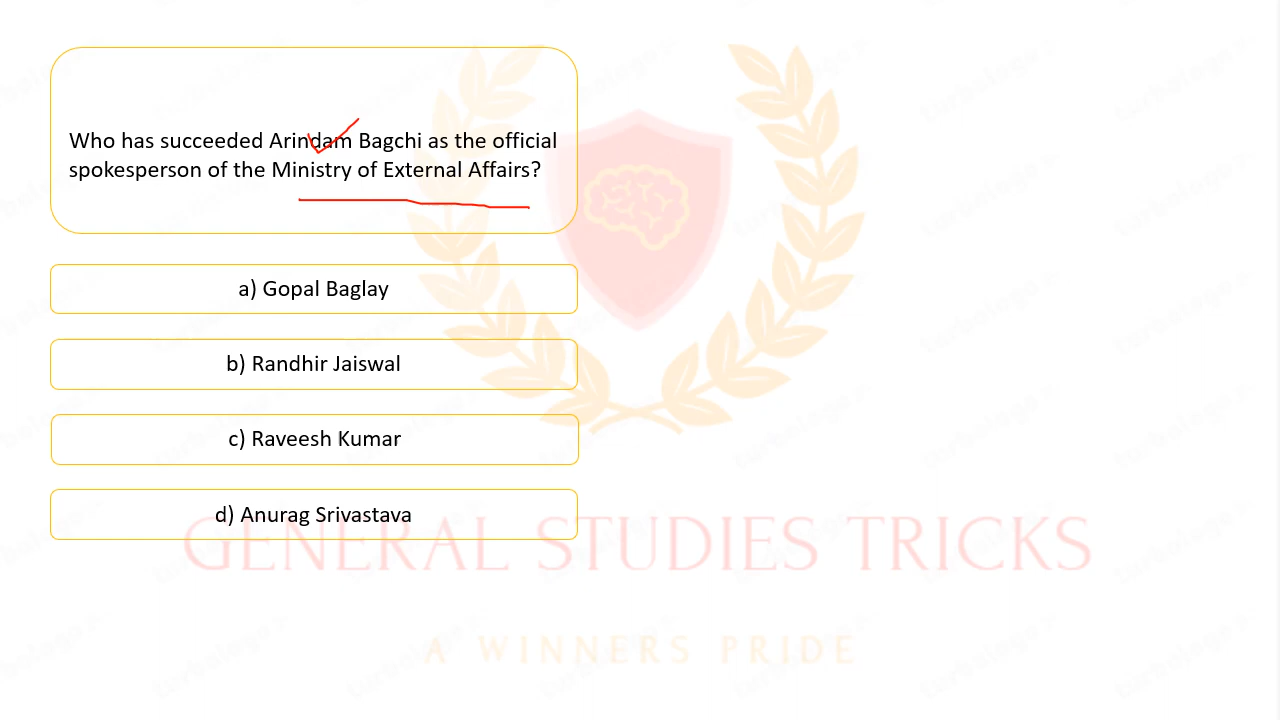 Who has succeeded Arindam Bagchi as the official
spokesperson of the Ministry of External Affairs?
a) Gopal Baglay
b) Randhir Jaiswal
c) Raveesh Kumar
d) Anurag Srivastava
GENERAL STUDIES TRICKS
A WINNERS PRIDE